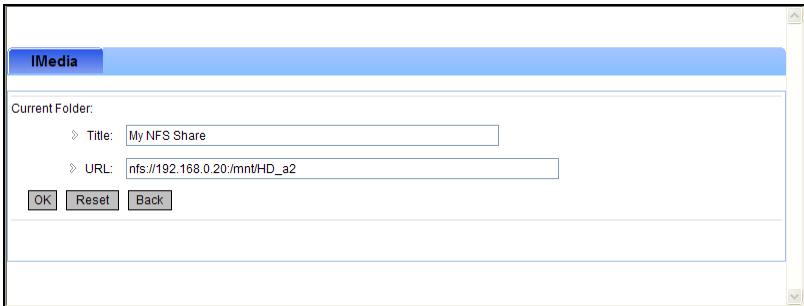 IMedia
Current Folder:
Title: My NFS Share
URL: nfs://192.168.0.20:/mnt/HD_a2
OK Reset Back